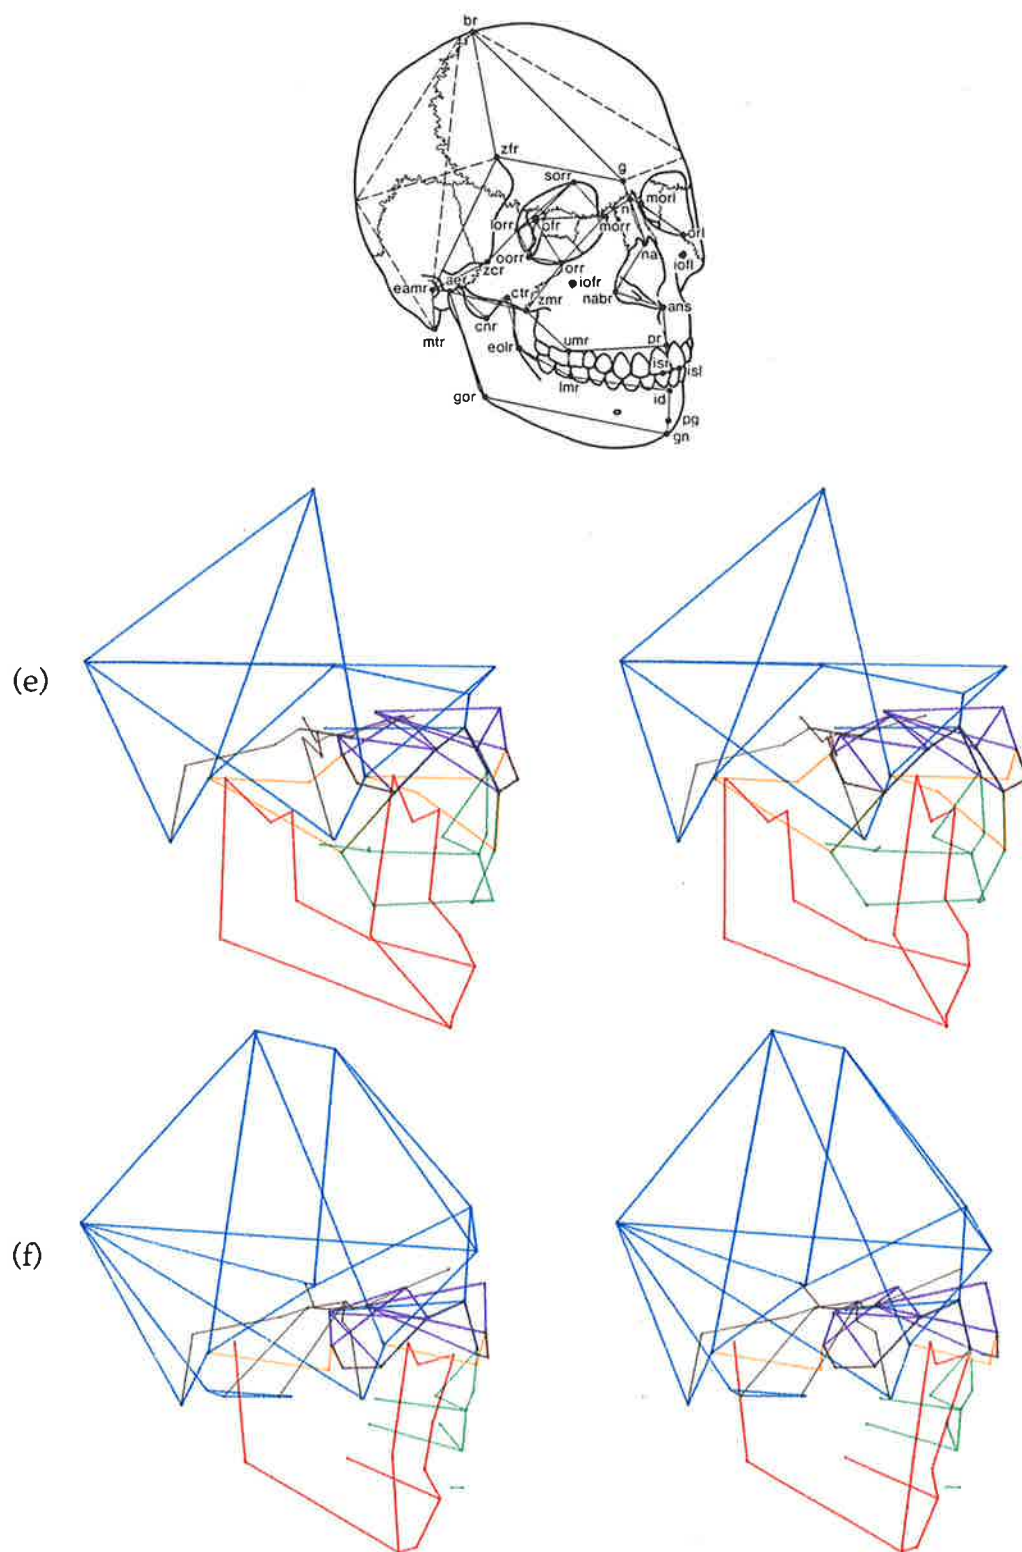 br
zfr
g
sorr
n
morl
lorr
ofr
morr
orl
na
oorr
orr
iofl
zcr
aer
eamr
iofr
ctr
zmr
nabr
ans
cnr
mtr
eolr
umr
pr
isr
isl
lmr
id
gor
pg
gn
(e)
(f)